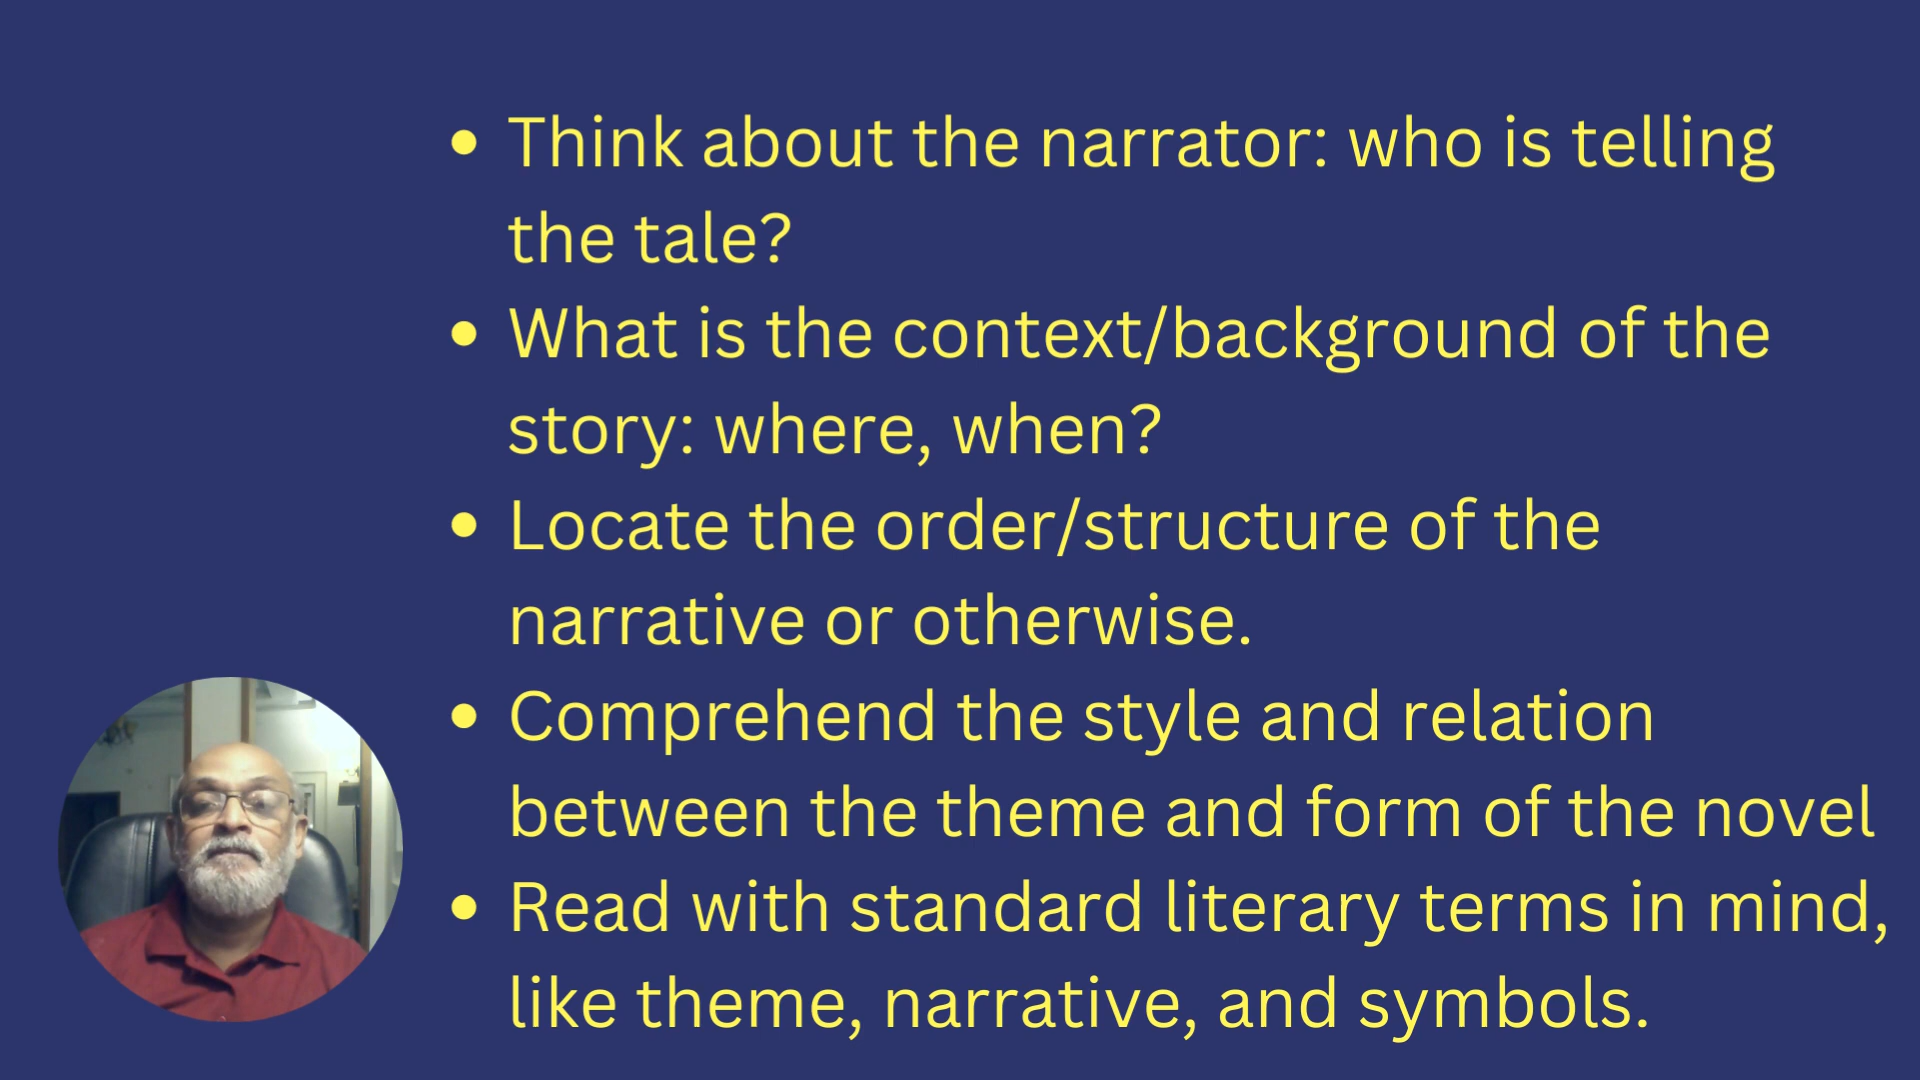 • Think about the narrator: who is telling
the tale?
• What is the context/background of the
story: where, when?
• Locate the order/structure of the
narrative or otherwise.
• Comprehend the style and relation
between the theme and form of the novel
• Read with standard literary terms in mind,
like theme, narrative, and symbols.